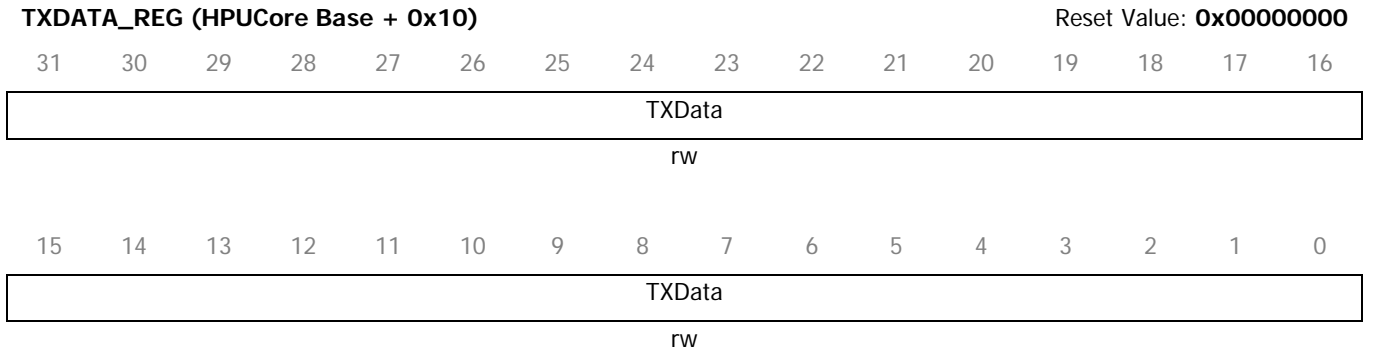 TXDATA_REG (HPUCore Base + 0x10) Reset Value: 0x00000000
31 30 29 28 27 26 25 24 23 22 21 20 19 18 17 16
TXData
rw
15 14 13 12 11 10 9 8 7 6 5 4 3 2 1 0
TXData
rw